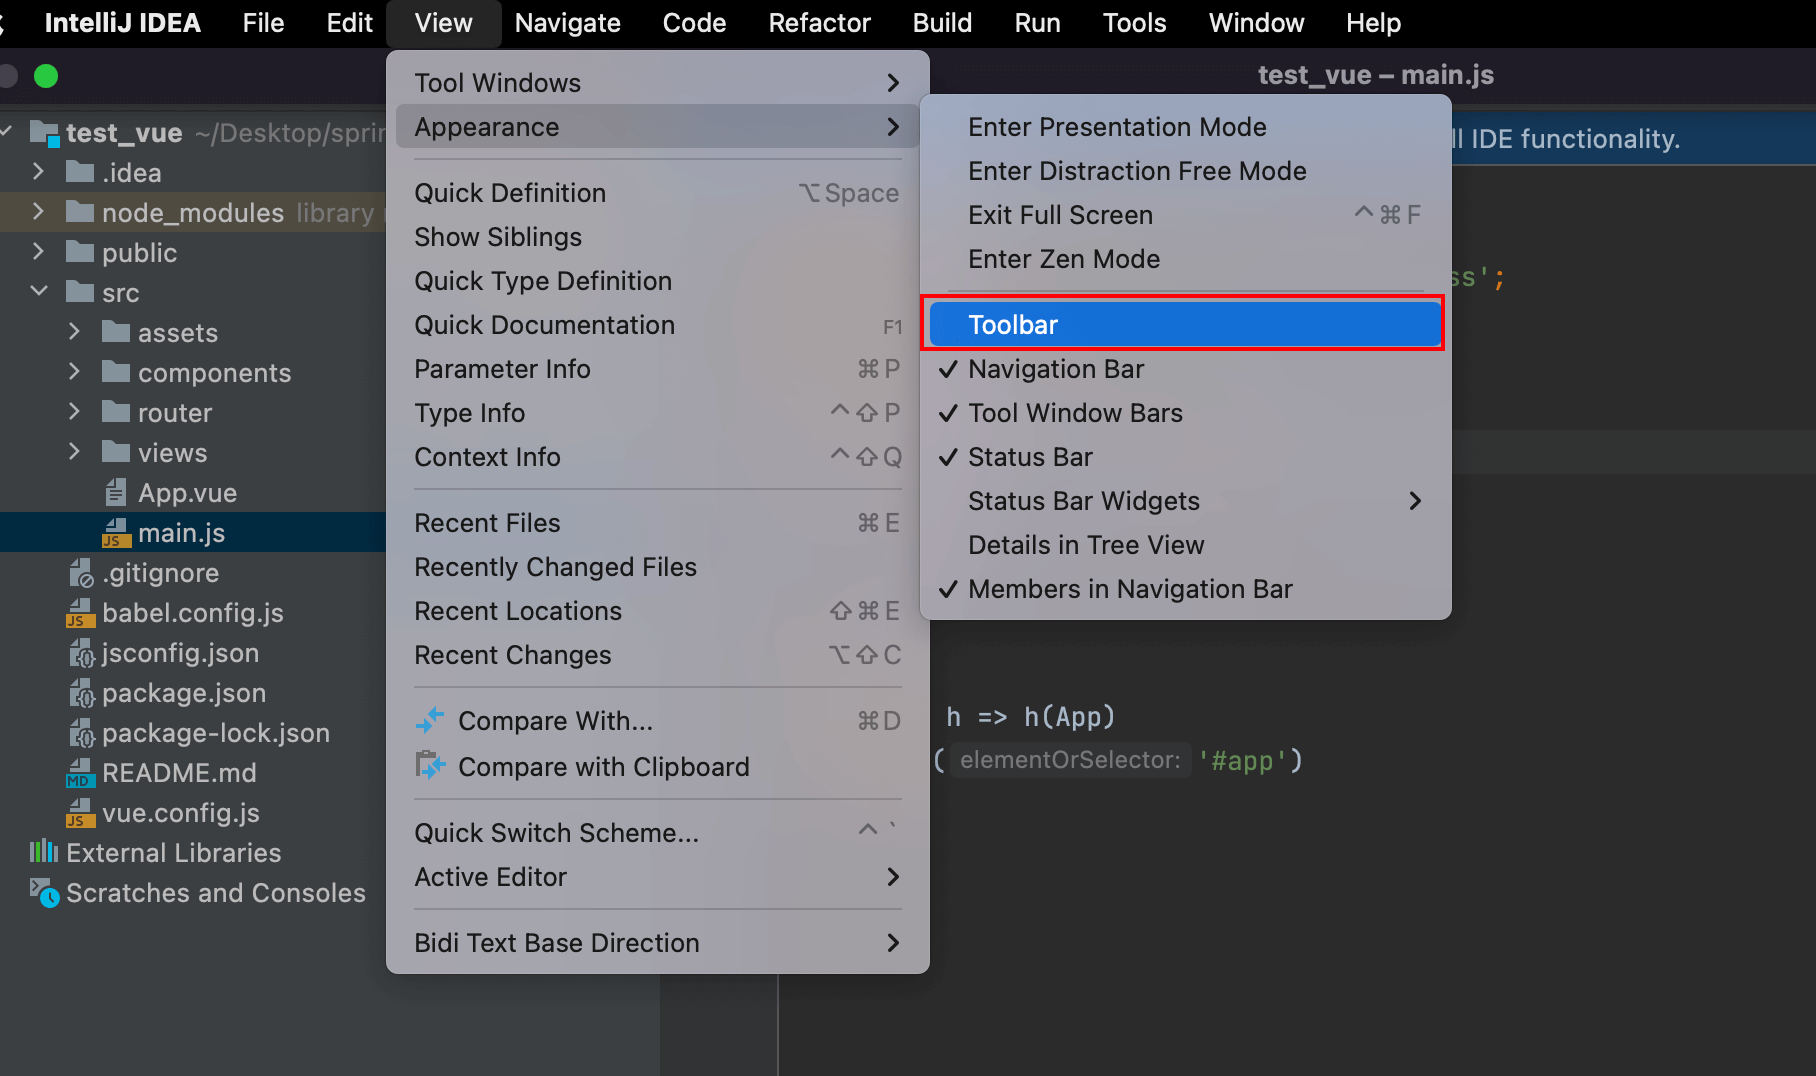 IntelliJ IDEA File Edit View Navigate Code Refactor Build Run Tools Window Help
test_vue – main.js
test_vue ~/Desktop/sprin
.idea
node_modules library
public
src
assets
components
router
views
App.vue
main.js
.gitignore
babel.config.js
jsconfig.json
package.json
package-lock.json
README.md
vue.config.js
External Libraries
Scratches and Consoles
Tool Windows
Appearance
Quick Definition ⌥Space
Show Siblings
Quick Type Definition
Quick Documentation F1
Parameter Info ⌘P
Type Info ^⇧P
Context Info ^⇧Q
Recent Files ⌘E
Recently Changed Files
Recent Locations ⇧⌘E
Recent Changes ⌥⇧C
Compare With... ⌘D
Compare with Clipboard
Quick Switch Scheme... ^`
Active Editor
Bidi Text Base Direction
Enter Presentation Mode
Enter Distraction Free Mode
Exit Full Screen ^⌘F
Enter Zen Mode
Toolbar
✓ Navigation Bar
✓ Tool Window Bars
✓ Status Bar
Status Bar Widgets
Details in Tree View
✓ Members in Navigation Bar
ll IDE functionality.
ss';
h => h(App)
( elementOrSelector: '#app')